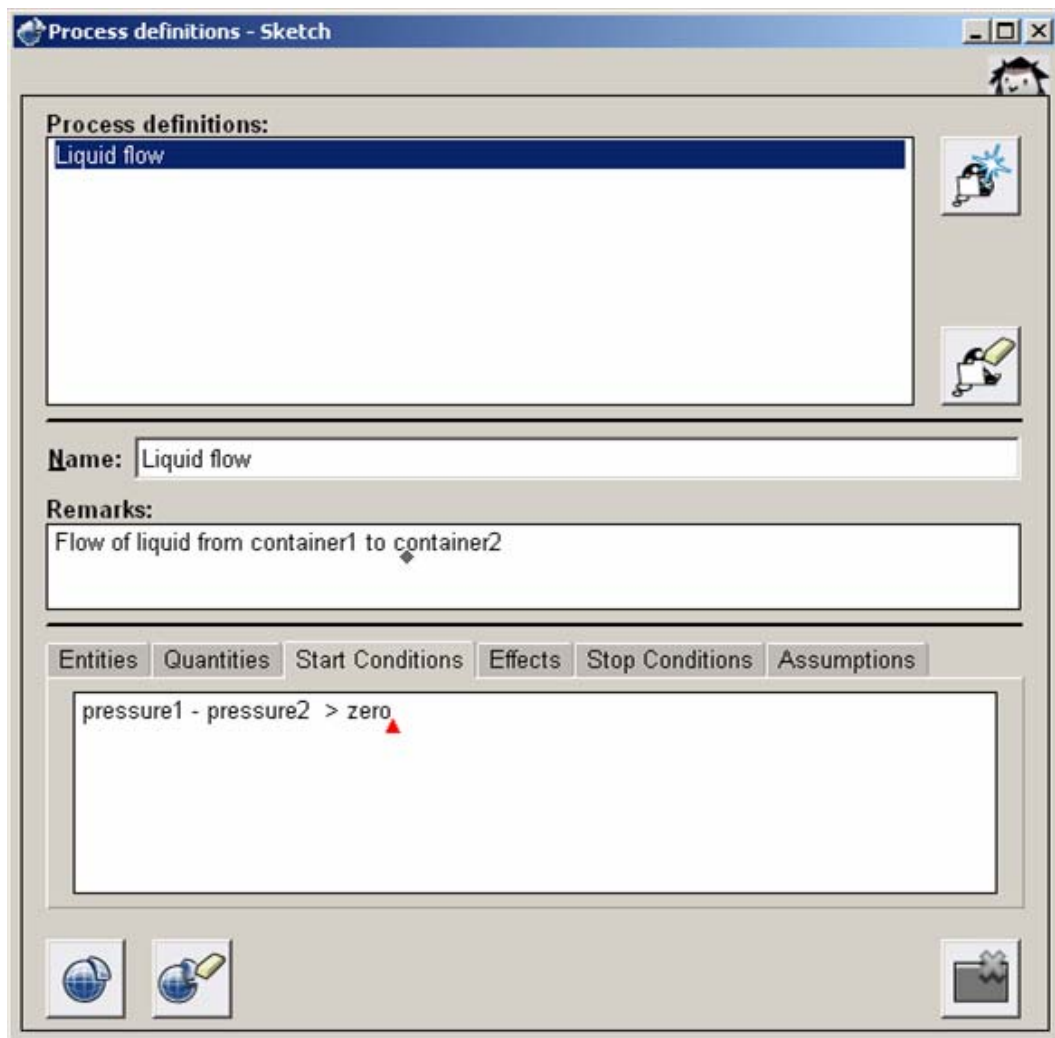 Process definitions - Sketch
Process definitions:
Liquid flow
Name: Liquid flow
Remarks:
Flow of liquid from container1 to container2
Entities Quantities Start Conditions Effects Stop Conditions Assumptions
pressure1 - pressure2 > zero